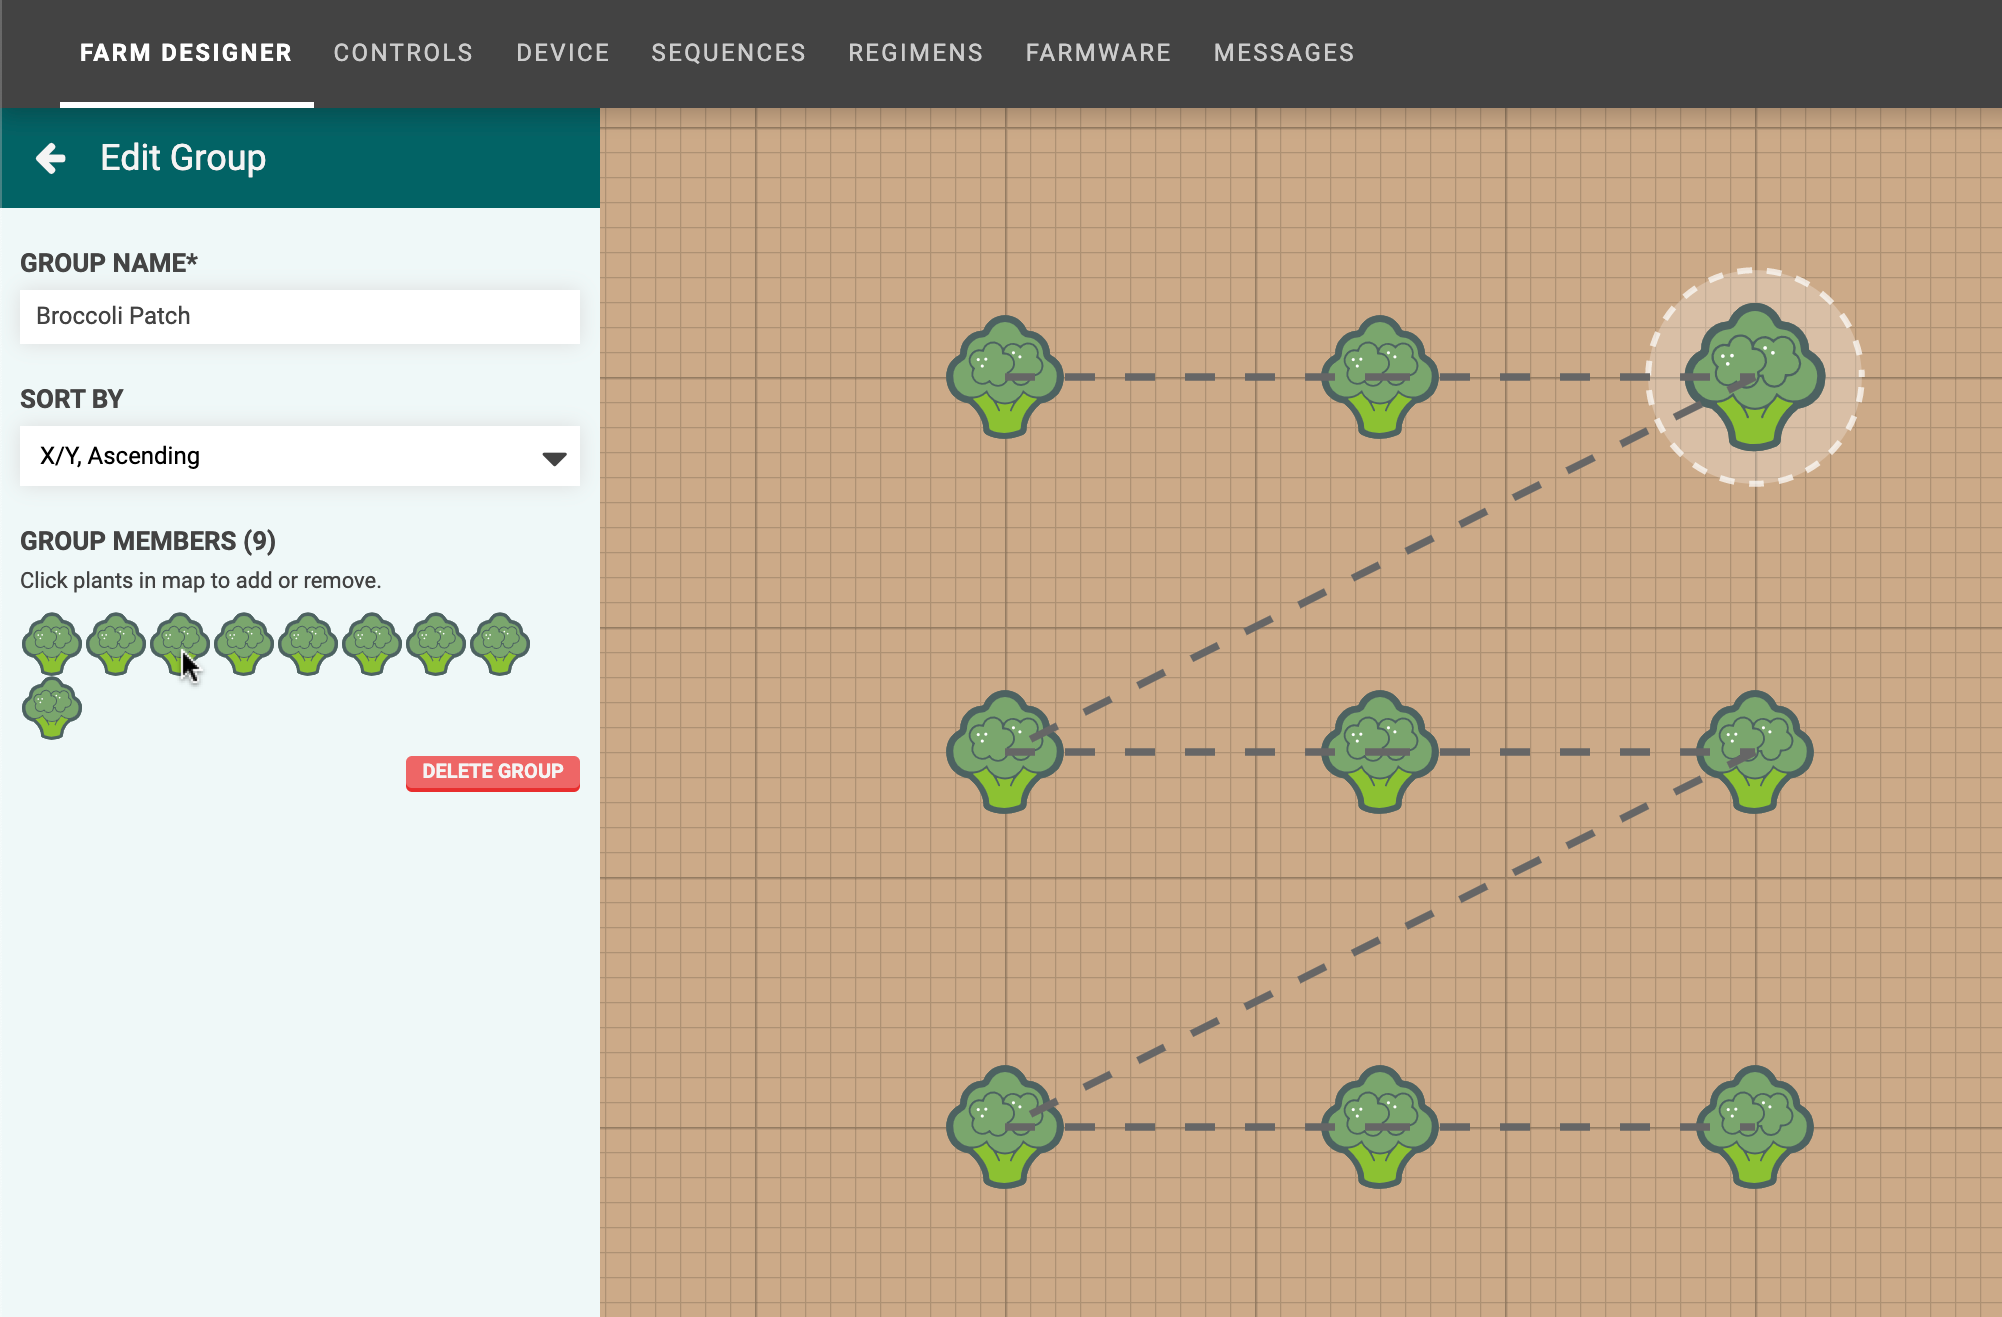 FARM DESIGNER CONTROLS DEVICE SEQUENCES REGIMENS FARMWARE MESSAGES
Edit Group
GROUP NAME*
Broccoli Patch
SORT BY
X/Y, Ascending
GROUP MEMBERS (9)
Click plants in map to add or remove.
DELETE GROUP